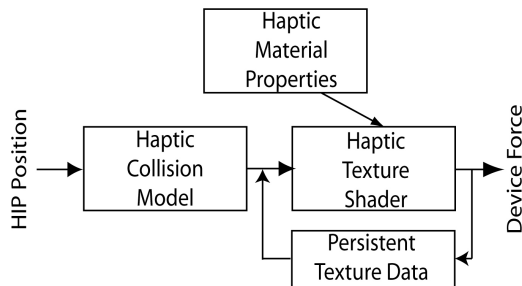 Haptic
Material
Properties
HIP Position
Haptic
Collision
Model
Haptic
Texture
Shader
Device Force
Persistent
Texture Data